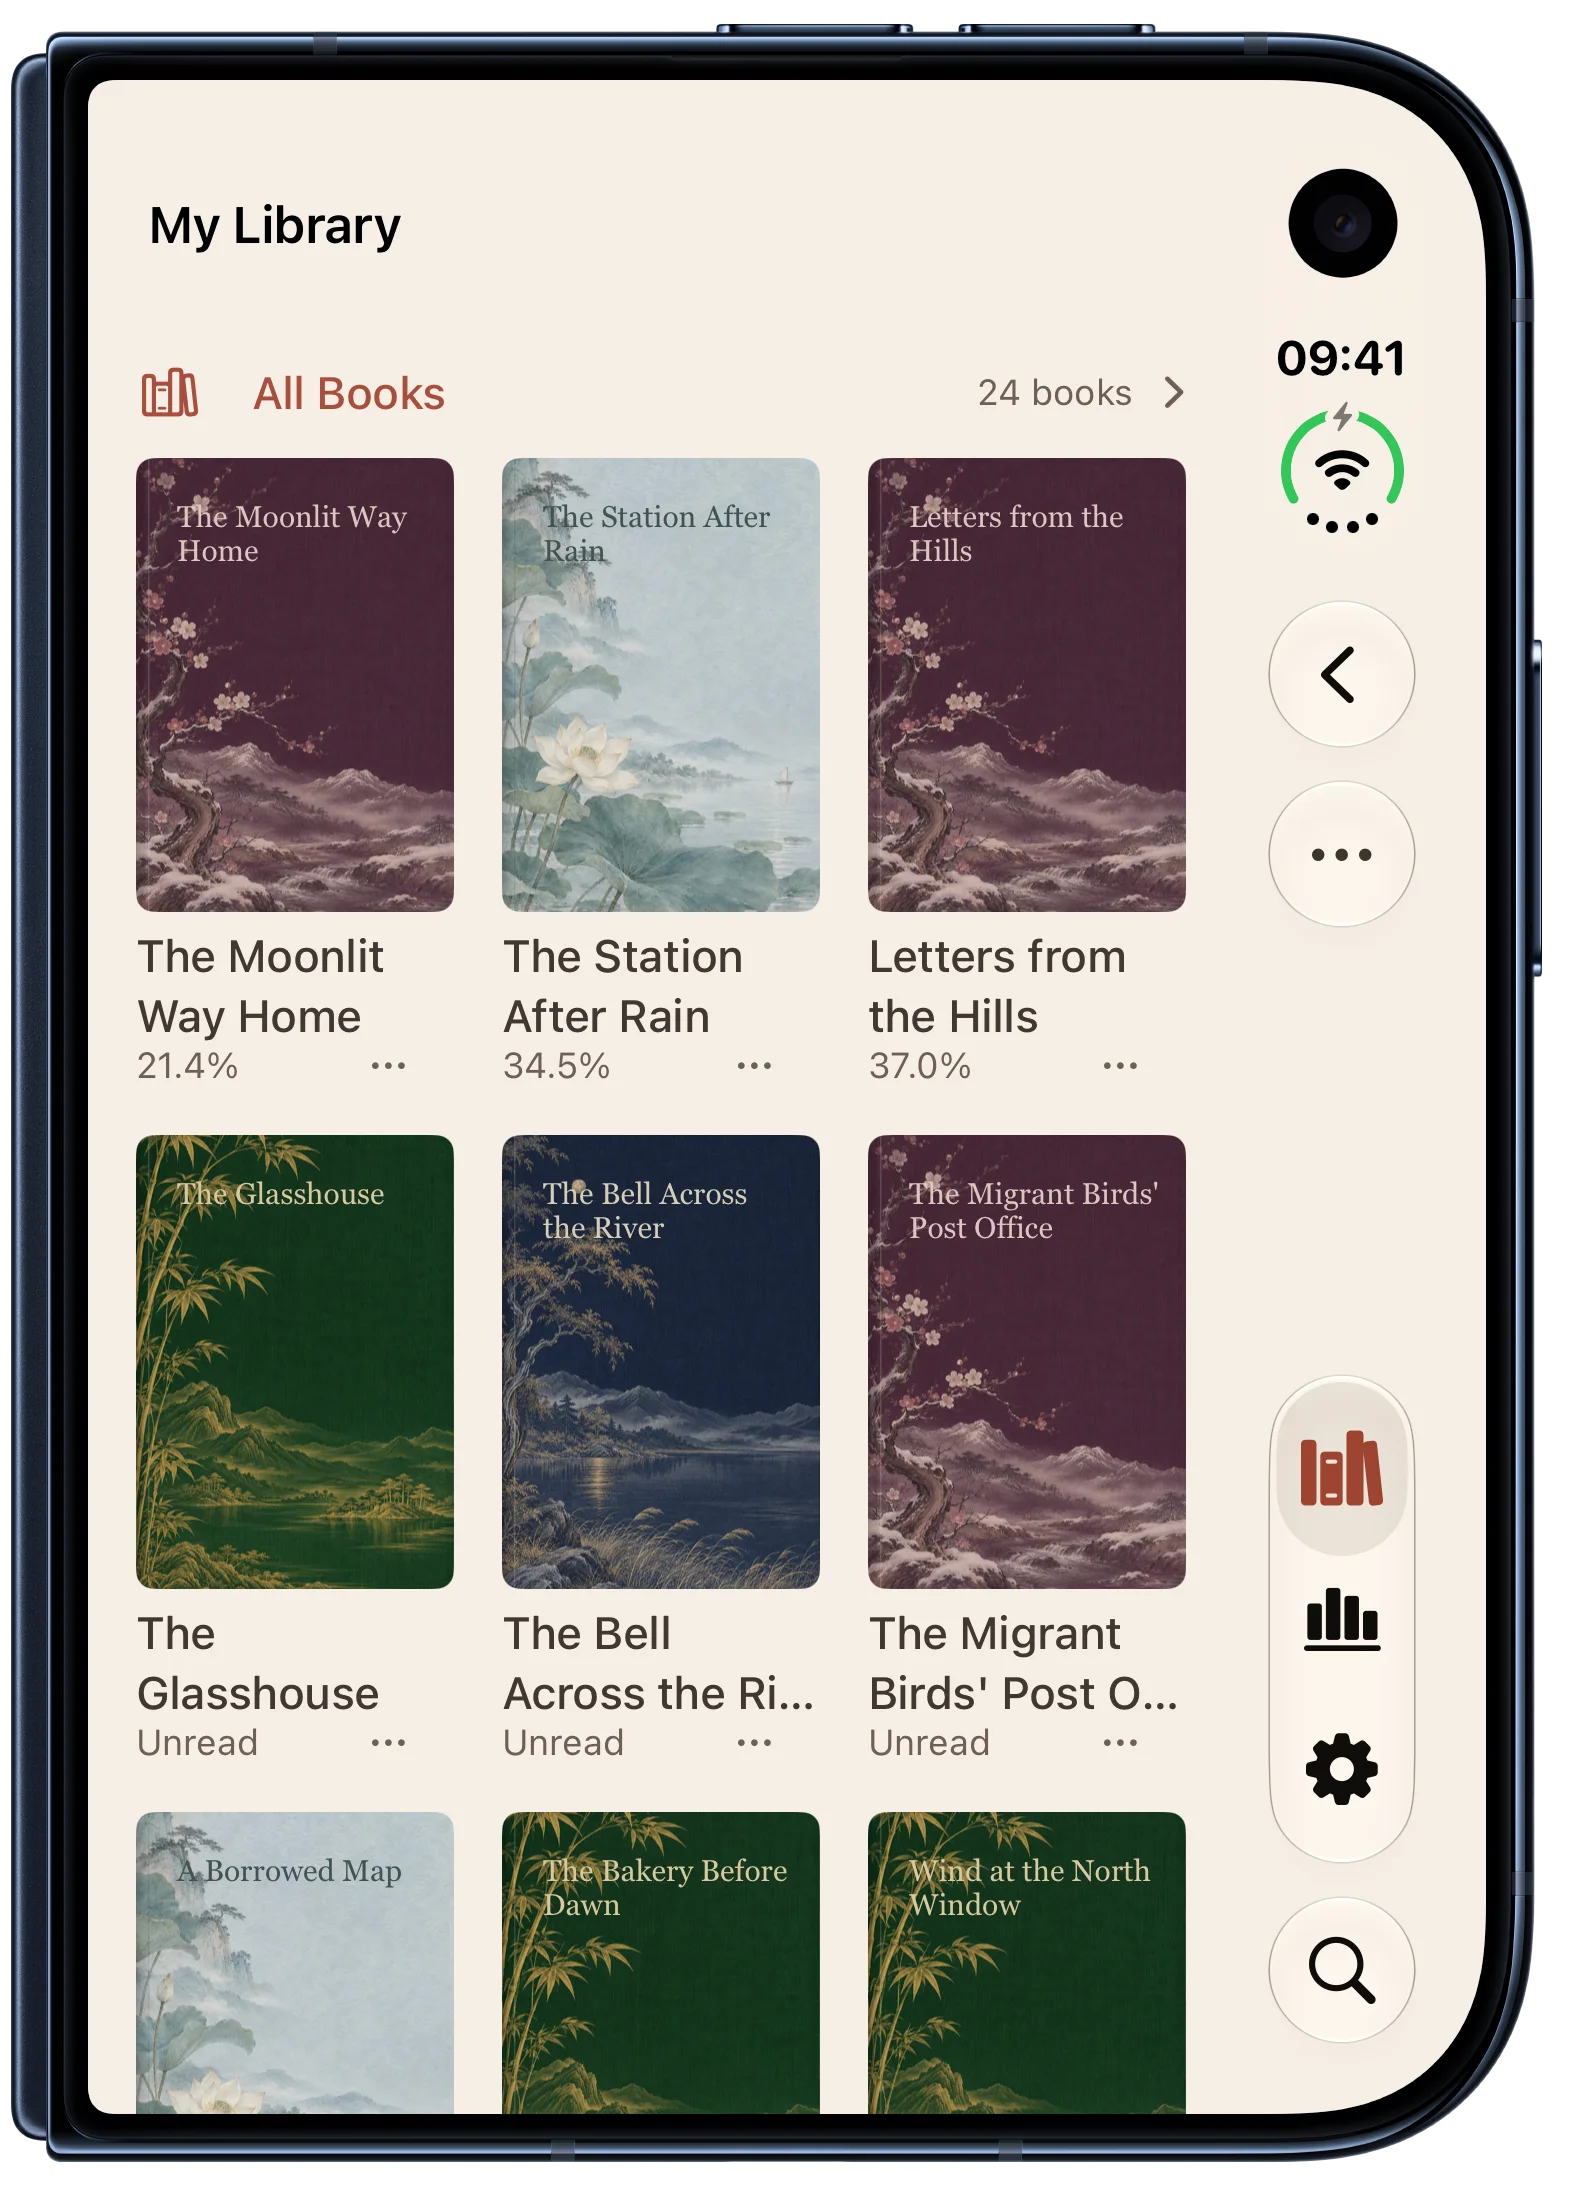 My Library
09:41
All Books
24 books
The Moonlit Way
Home
The Station After
Rain
Letters from the
Hills
The Moonlit
Way Home
21.4%
The Station
After Rain
34.5%
Letters from
the Hills
37.0%
The Glasshouse
The Bell Across
the River
The Migrant Birds'
Post Office
The
Glasshouse
Unread
The Bell
Across the Ri...
Unread
The Migrant
Birds' Post O...
Unread
A Borrowed Map
The Bakery Before
Dawn
Wind at the North
Window